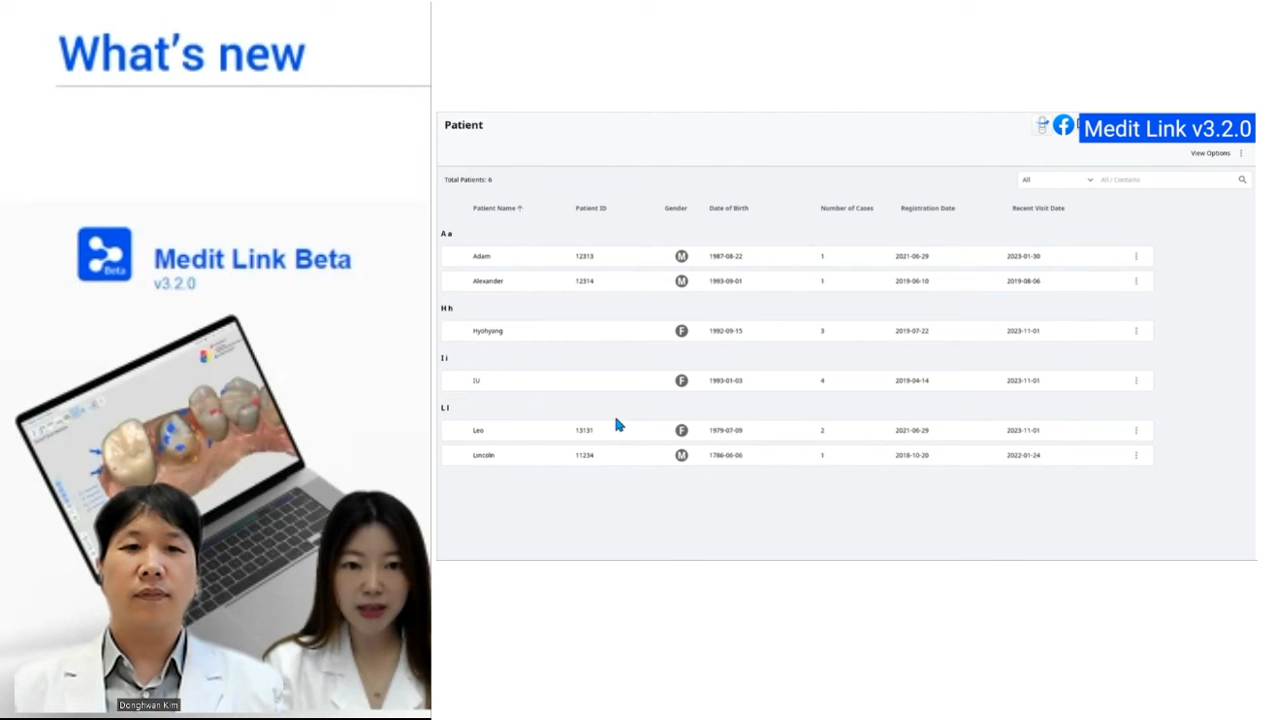 What's new
Beta
Medit Link Beta
v3.2.0
Donghwan Kim
Patient
Medit Link v3.2.0
View Options
Total Patients: 6
All
All / Contains
Patient Name Patient ID Gender Date of Birth Number of Cases Registration Date Recent Visit Date
A a
Adam 12313 M 1987-08-22 1 2021-06-29 2023-01-30
Alexander 12314 M 1993-09-01 1 2019-06-10 2019-08-06
H h
Hyohyang F 1992-09-15 3 2019-07-22 2023-11-01
I i
IU F 1993-01-03 4 2019-04-14 2023-11-01
L l
Leo 13131 F 1979-07-09 2 2021-06-29 2023-11-01
Lincoln 11234 M 1786-06-06 1 2018-10-20 2022-01-24